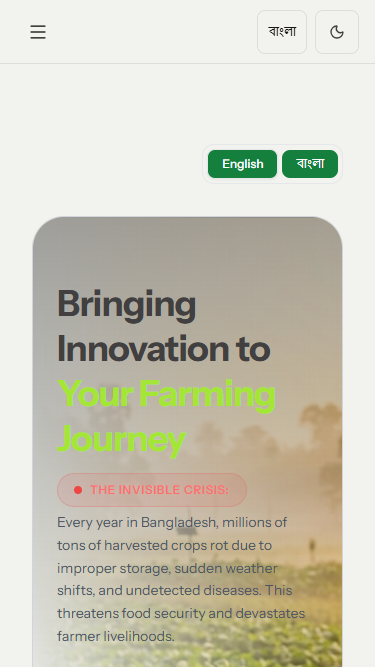 বাংলা
English
বাংলা
Bringing
Innovation to
Your Farming
Journey
THE INVISIBLE CRISIS:
Every year in Bangladesh, millions of
tons of harvested crops rot due to
improper storage, sudden weather
shifts, and undetected diseases. This
threatens food security and devastates
farmer livelihoods.